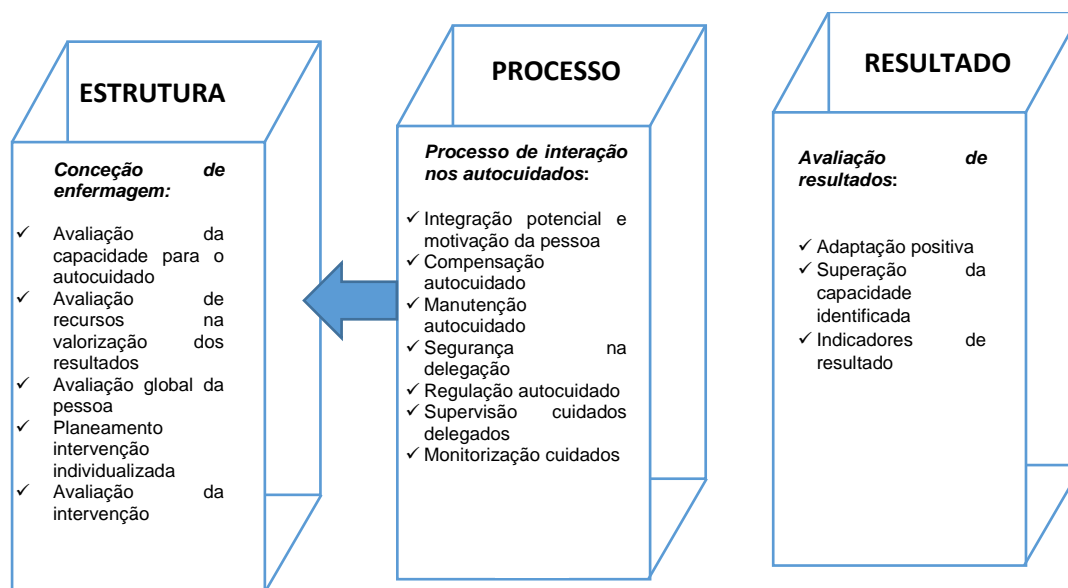 ESTRUTURA
Conceção de
enfermagem:
✓ Avaliação da
capacidade para o
autocuidado
✓ Avaliação de
recursos na
valorização dos
resultados
✓ Avaliação global da
pessoa
✓ Planeamento
intervenção
individualizada
✓ Avaliação da
intervenção
PROCESSO
Processo de interação
nos autocuidados:
✓ Integração potencial e
motivação da pessoa
✓ Compensação
autocuidado
✓ Manutenção
autocuidado
✓ Segurança na
delegação
✓ Regulação autocuidado
✓ Supervisão cuidados
delegados
✓ Monitorização cuidados
RESULTADO
Avaliação de
resultados:
✓ Adaptação positiva
✓ Superação da
capacidade
identificada
✓ Indicadores de
resultado